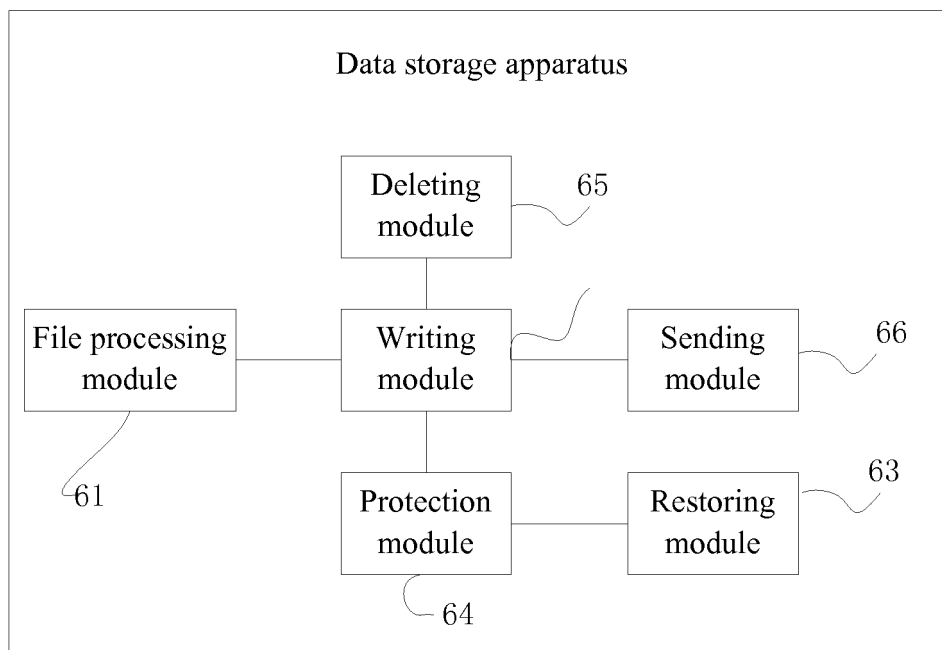 Data storage apparatus
Deleting
module
65
File processing
module
Writing
module
Sending
module
66
61
Protection
module
Restoring
module
63
64